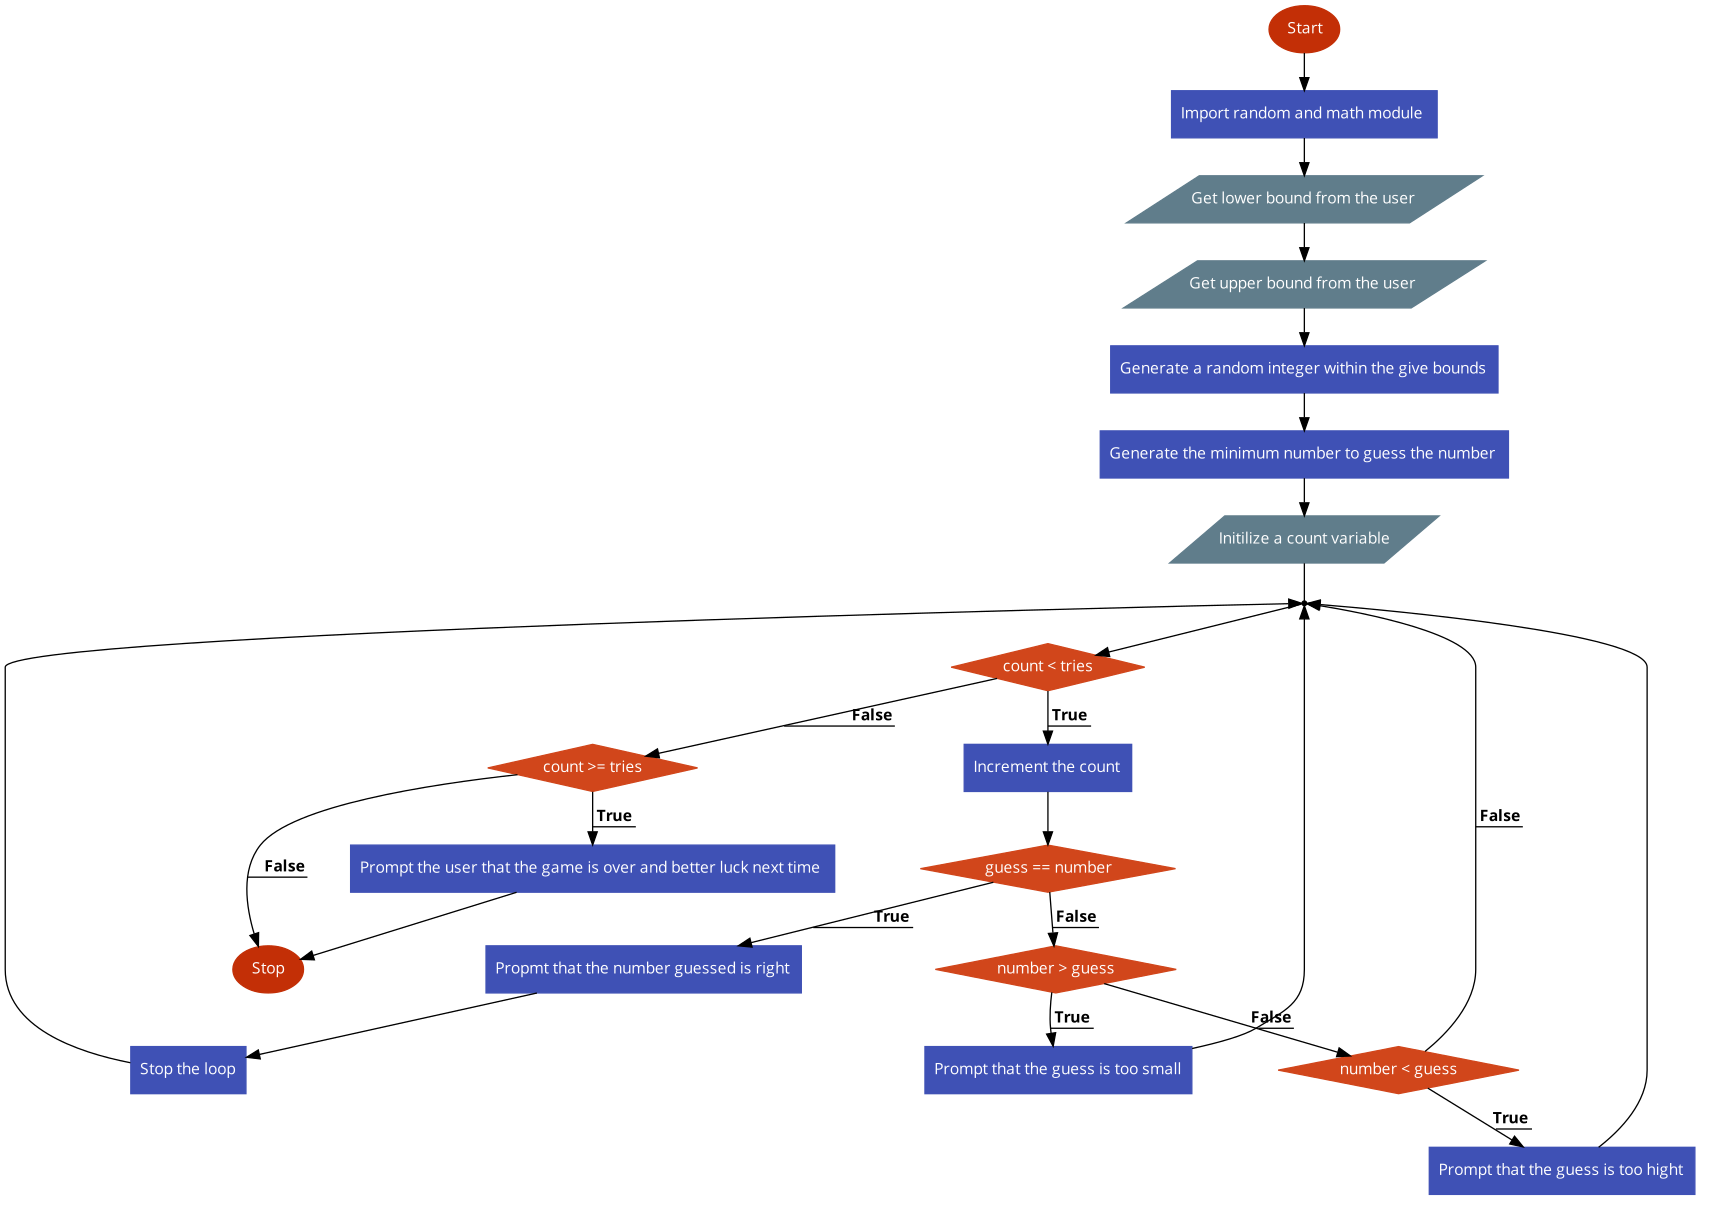 Start
Import random and math module
Get lower bound from the user
Get upper bound from the user
Generate a random integer within the give bounds
Generate the minimum number to guess the number
Initilize a count variable
count < tries
False
True
count >= tries
Increment the count
True
False
False
Prompt the user that the game is over and better luck next time
guess == number
True
False
Stop
Propmt that the number guessed is right
number > guess
True
False
Stop the loop
Prompt that the guess is too small
number < guess
True
Prompt that the guess is too hight